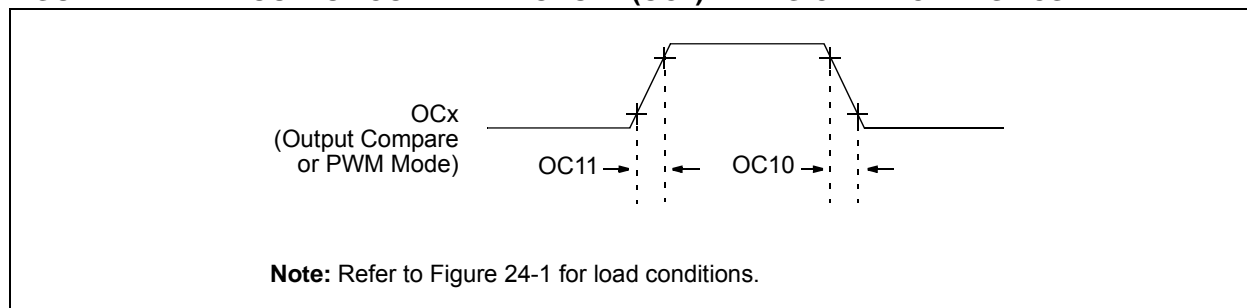 OCx
(Output Compare
or PWM Mode)
OC11
OC10
Note: Refer to Figure 24-1 for load conditions.